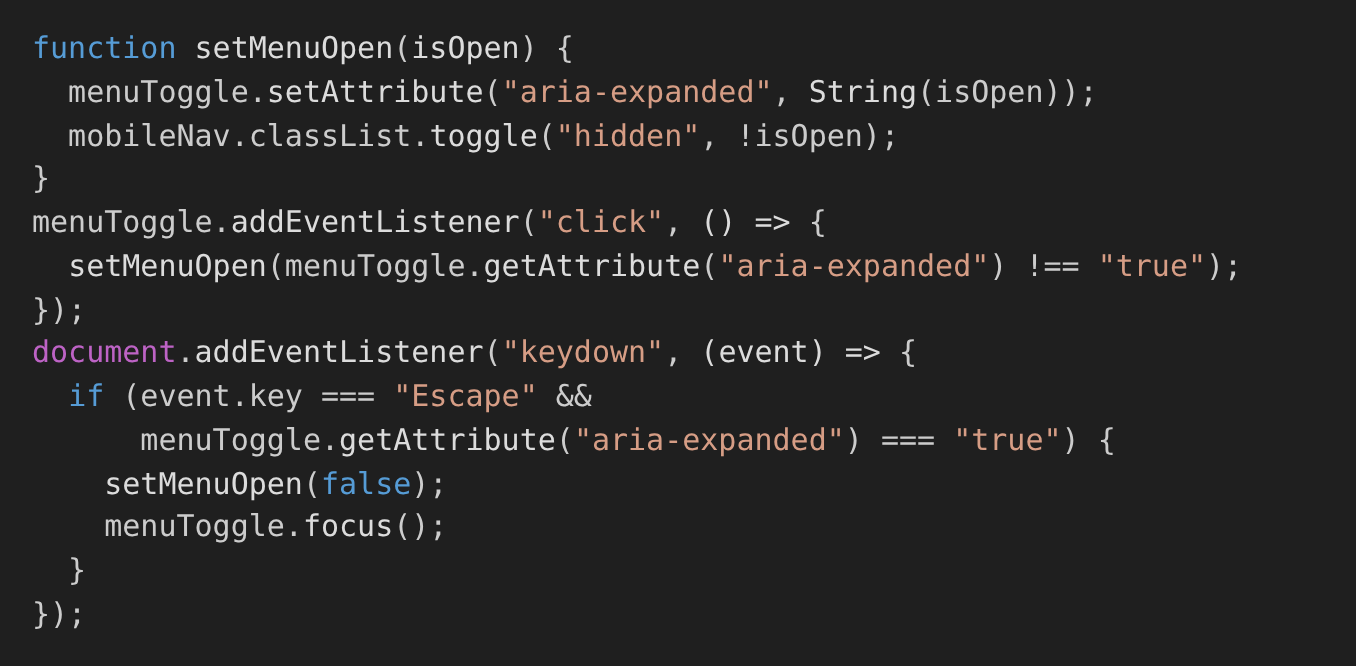 function setMenuOpen(isOpen) {
  menuToggle.setAttribute("aria-expanded", String(isOpen));
  mobileNav.classList.toggle("hidden", !isOpen);
}
menuToggle.addEventListener("click", () => {
  setMenuOpen(menuToggle.getAttribute("aria-expanded") !== "true");
});
document.addEventListener("keydown", (event) => {
  if (event.key === "Escape" &&
      menuToggle.getAttribute("aria-expanded") === "true") {
    setMenuOpen(false);
    menuToggle.focus();
  }
});